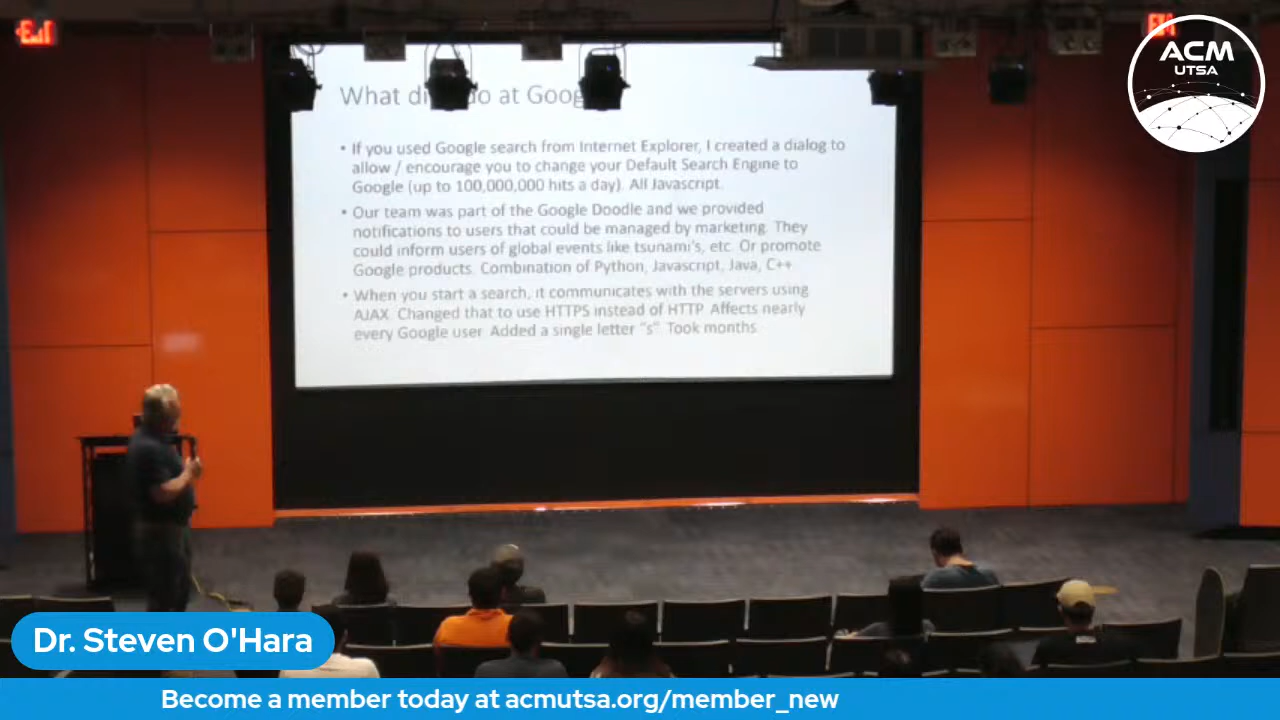 EXIT
EXIT
ACM
UTSA
What di o at Goog
• If you used Google search from Internet Explorer, I created a dialog to
allow / encourage you to change your Default Search Engine to
Google (up to 100,000,000 hits a day). All Javascript.
• Our team was part of the Google Doodle and we provided
notifications to users that could be managed by marketing. They
could inform users of global events like tsunami's, etc. Or promote
Google products. Combination of Python, Javascript, Java, C++
• When you start a search, it communicates with the servers using
AJAX. Changed that to use HTTPS instead of HTTP. Affects nearly
every Google user. Added a single letter "s". Took months.
Dr. Steven O'Hara
Become a member today at acmutsa.org/member_new